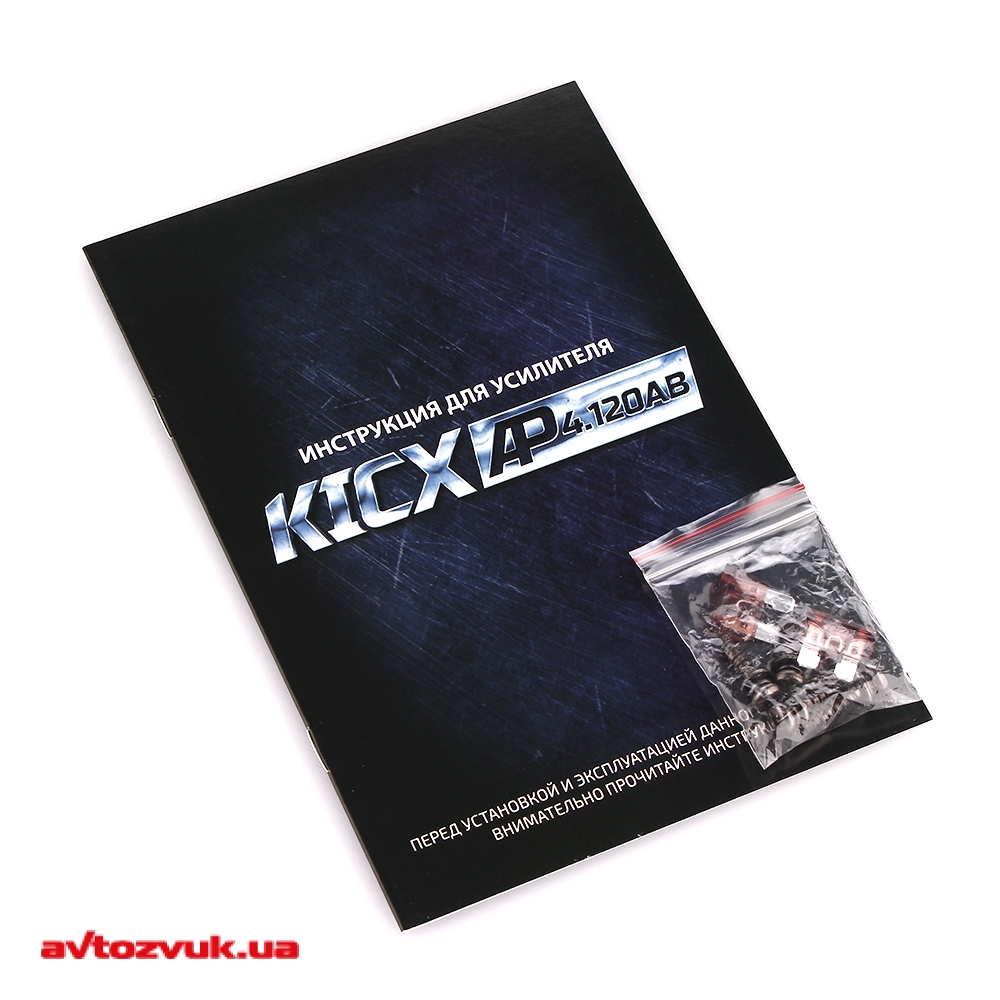 ИНСТРУКЦИЯ ДЛЯ УСИЛИТЕЛЯ
KICX AP 4.120AB
ПЕРЕД УСТАНОВКОЙ И ЭКСПЛУАТАЦИЕЙ
ВНИМАТЕЛЬНО ПРОЧИТАЙТЕ
avtozvuk.ua